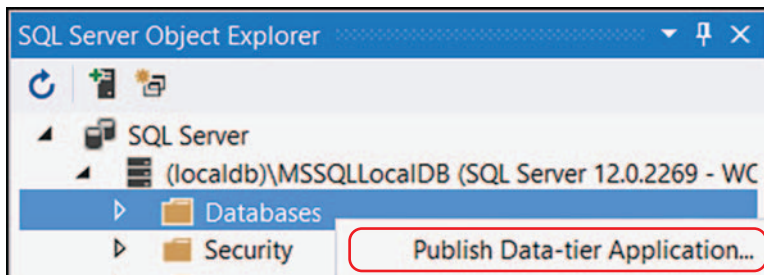 SQL Server Object Explorer
SQL Server
(localdb)\MSSQLLocalDB (SQL Server 12.0.2269 - WC
Databases
Security
Publish Data-tier Application...